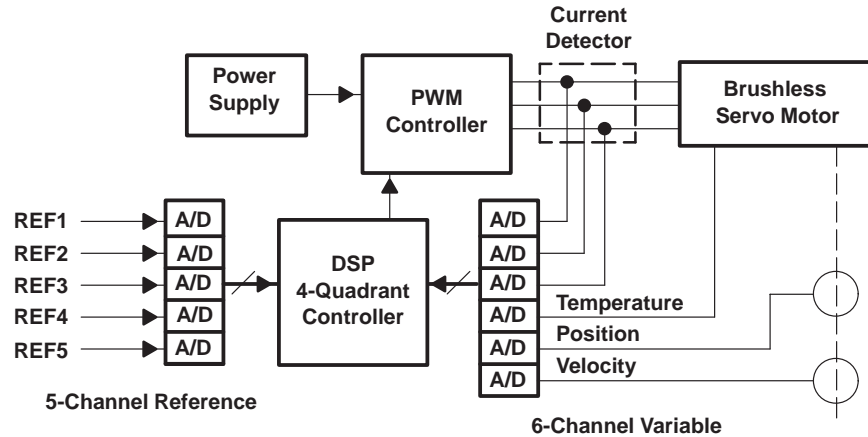 Current
Detector
Power
Supply
PWM
Controller
Brushless
Servo Motor
REF1
REF2
REF3
REF4
REF5
A/D
A/D
A/D
A/D
A/D
DSP
4-Quadrant
Controller
A/D
A/D
A/D
A/D
A/D
A/D
Temperature
Position
Velocity
5-Channel Reference
6-Channel Variable